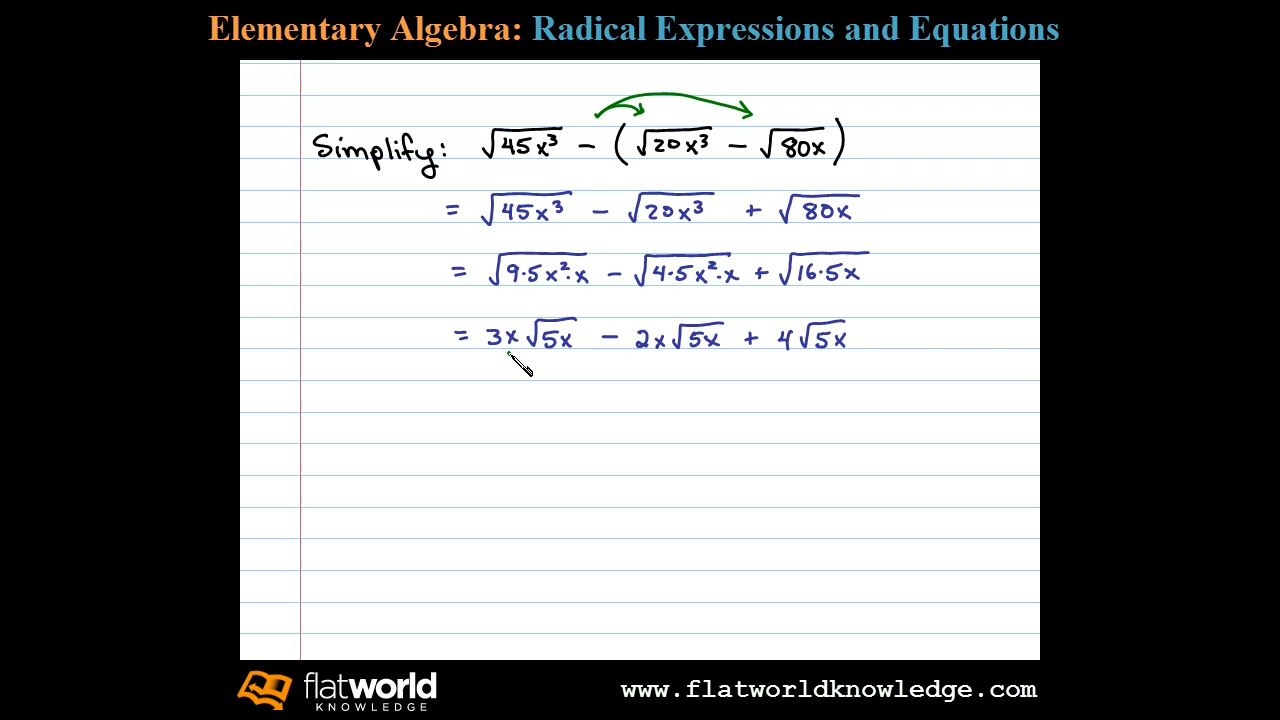 Elementary Algebra: Radical Expressions and Equations
Simplify: √45x³ − (√20x³ − √80x)
= √45x³ − √20x³ + √80x
= √9·5x²·x − √4·5x²·x + √16·5x
= 3x√5x − 2x√5x + 4√5x
flatworld
KNOWLEDGE
www.flatworldknowledge.com